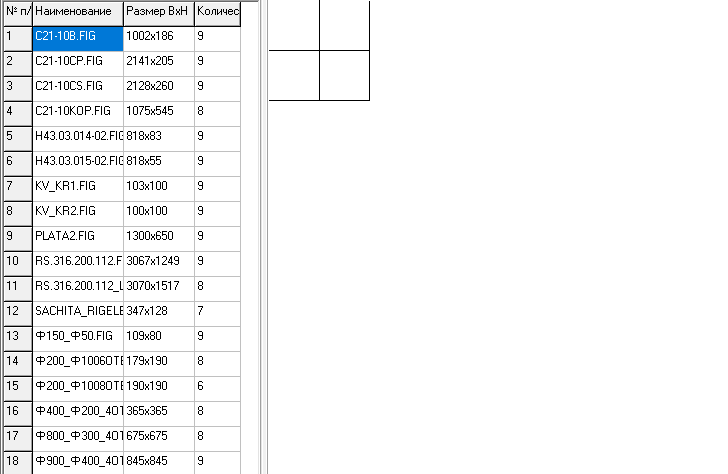 № п/ Наименование Размер BxH Количес
1 C21-10B.FIG 1002x186 9
2 C21-10CP.FIG 2141x205 9
3 C21-10CS.FIG 2128x260 9
4 C21-10KOP.FIG 1075x545 8
5 H43.03.014-02.FIG 818x83 9
6 H43.03.015-02.FIG 818x55 9
7 KV_KR1.FIG 103x100 9
8 KV_KR2.FIG 100x100 9
9 PLATA2.FIG 1300x650 9
10 RS.316.200.112.F 3067x1249 9
11 RS.316.200.112_L 3070x1517 8
12 SACHITA_RIGELE 347x128 7
13 Ф150_Ф50.FIG 109x80 9
14 Ф200_Ф1006ОТЕ 179x190 8
15 Ф200_Ф1008ОТЕ 190x190 6
16 Ф400_Ф200_4ОТ 365x365 8
17 Ф800_Ф300_4ОТ 675x675 8
18 Ф900_Ф400_4ОТ 845x845 9